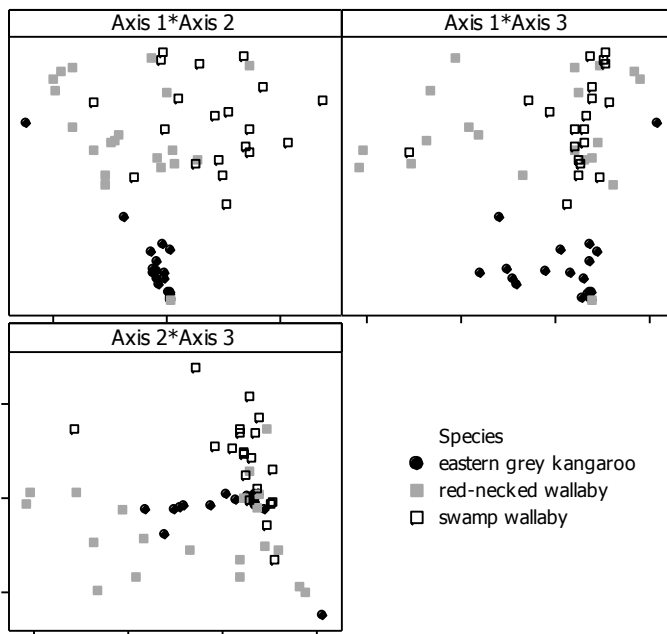 Axis 1*Axis 2
Axis 1*Axis 3
Axis 2*Axis 3
Species
eastern grey kangaroo
red-necked wallaby
swamp wallaby